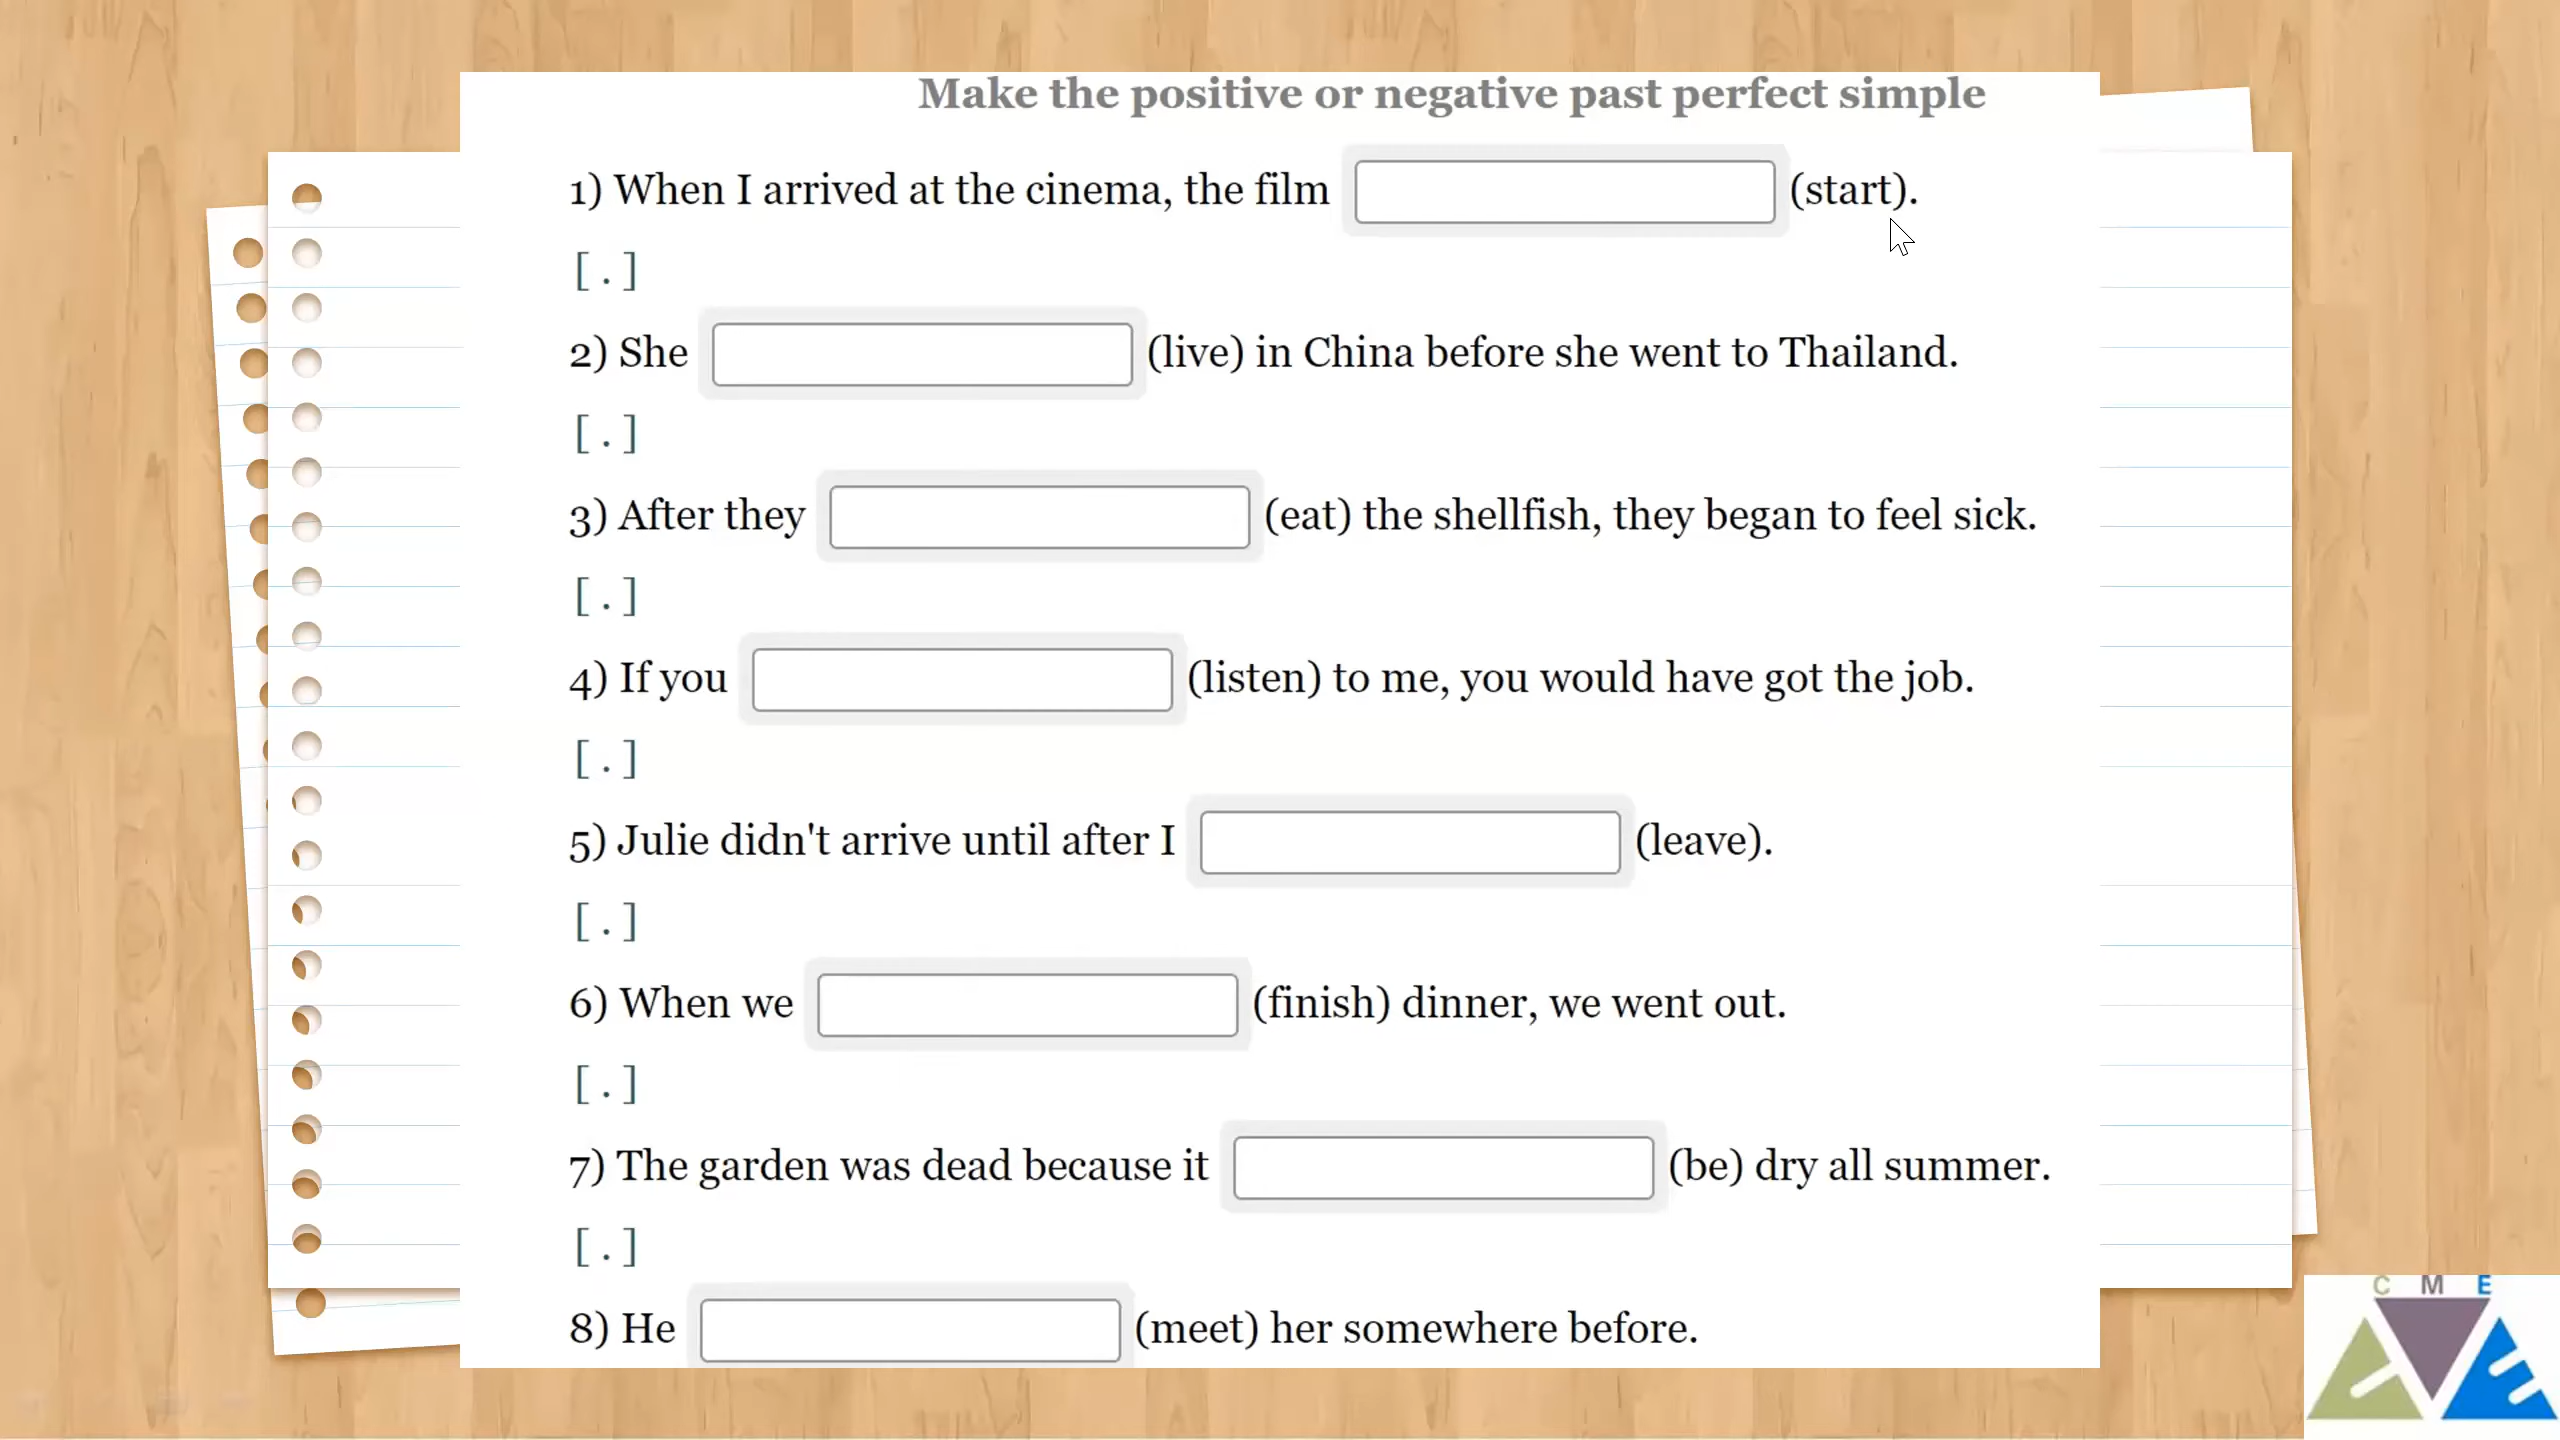 Make the positive or negative past perfect simple
1) When I arrived at the cinema, the film (start).
[ . ]
2) She (live) in China before she went to Thailand.
[ . ]
3) After they (eat) the shellfish, they began to feel sick.
[ . ]
4) If you (listen) to me, you would have got the job.
[ . ]
5) Julie didn't arrive until after I (leave).
[ . ]
6) When we (finish) dinner, we went out.
[ . ]
7) The garden was dead because it (be) dry all summer.
[ . ]
8) He (meet) her somewhere before.
C M E